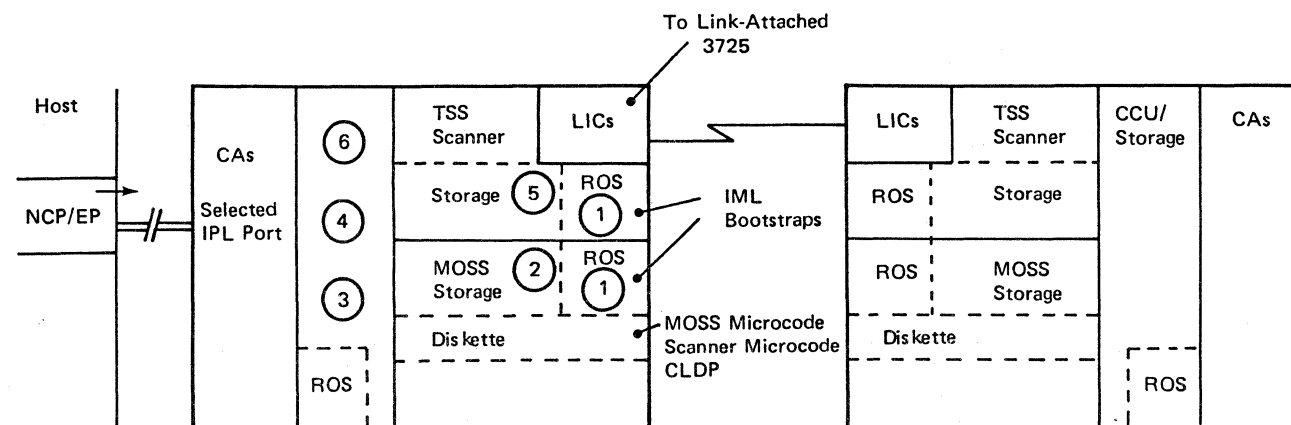 To Link-Attached
3725
Host
NCP/EP
CAs
Selected
IPL Port
6
4
3
ROS
TSS
Scanner
LICs
Storage
5
ROS
1
MOSS
Storage
2
ROS
1
Diskette
IML
Bootstraps
MOSS Microcode
Scanner Microcode
CLDP
LICs
TSS
Scanner
ROS
Storage
ROS
MOSS
Storage
Diskette
CCU/
Storage
ROS
CAs